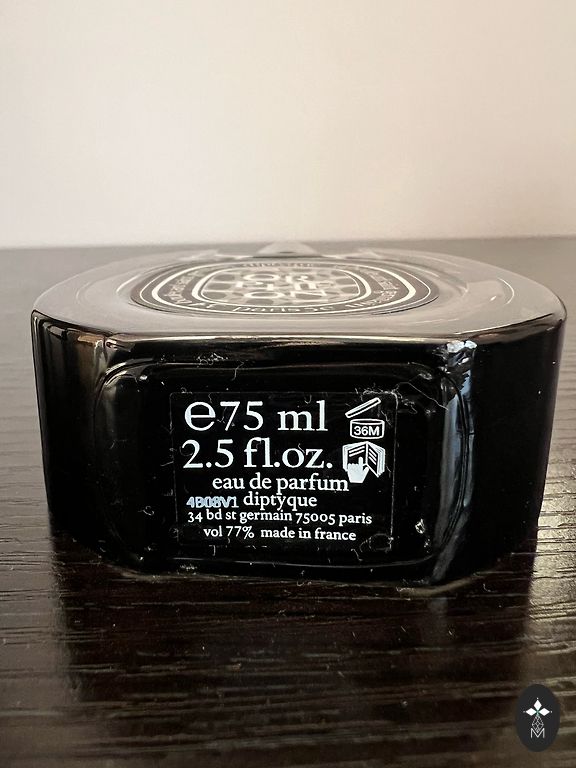 e75 ml
36M
2.5 fl.oz.
eau de parfum
4B08V1 diptyque
34 bd st germain 75005 paris
vol 77% made in france
M